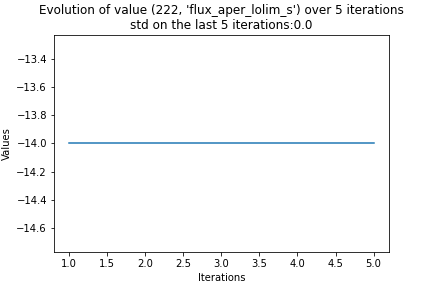 Evolution of value (222, 'flux_aper_lolim_s') over 5 iterations
std on the last 5 iterations:0.0
−13.4
−13.6
−13.8
−14.0
−14.2
−14.4
−14.6
Values
1.0 1.5 2.0 2.5 3.0 3.5 4.0 4.5 5.0
Iterations